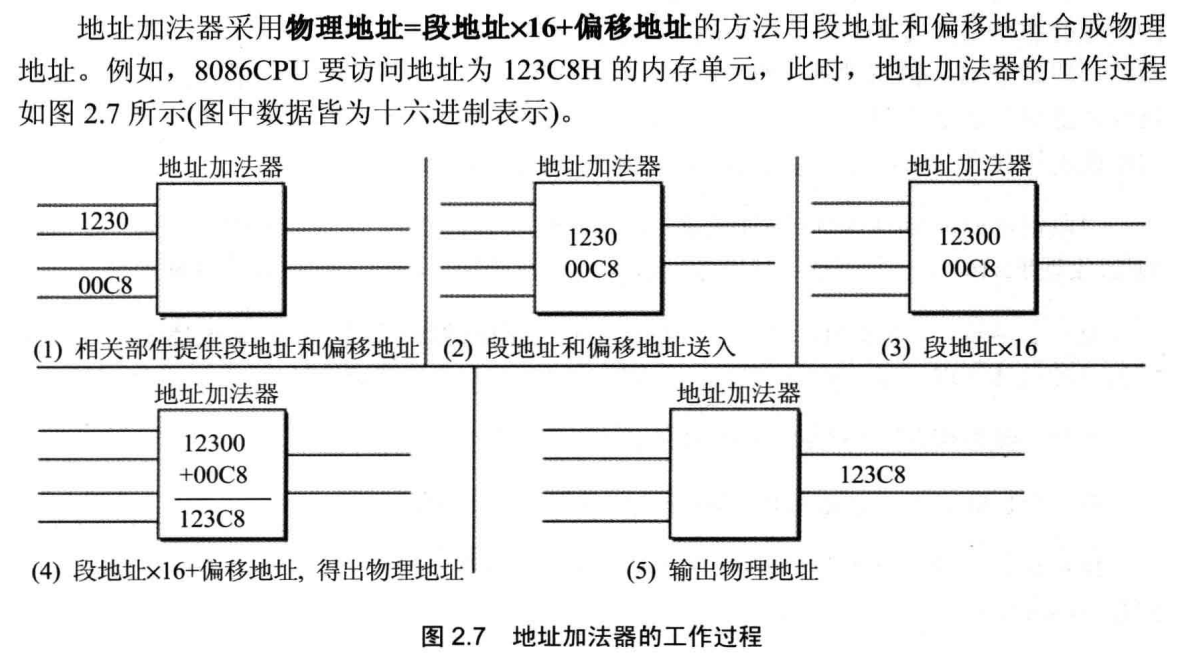 地址加法器采用物理地址=段地址×16+偏移地址的方法用段地址和偏移地址合成物理
地址。例如，8086CPU 要访问地址为 123C8H 的内存单元，此时，地址加法器的工作过程
如图 2.7 所示(图中数据皆为十六进制表示)。
地址加法器
1230
00C8
(1) 相关部件提供段地址和偏移地址
地址加法器
1230
00C8
(2) 段地址和偏移地址送入
地址加法器
12300
00C8
(3) 段地址×16
地址加法器
12300
+00C8
123C8
(4) 段地址×16+偏移地址, 得出物理地址
地址加法器
123C8
(5) 输出物理地址
图 2.7 地址加法器的工作过程